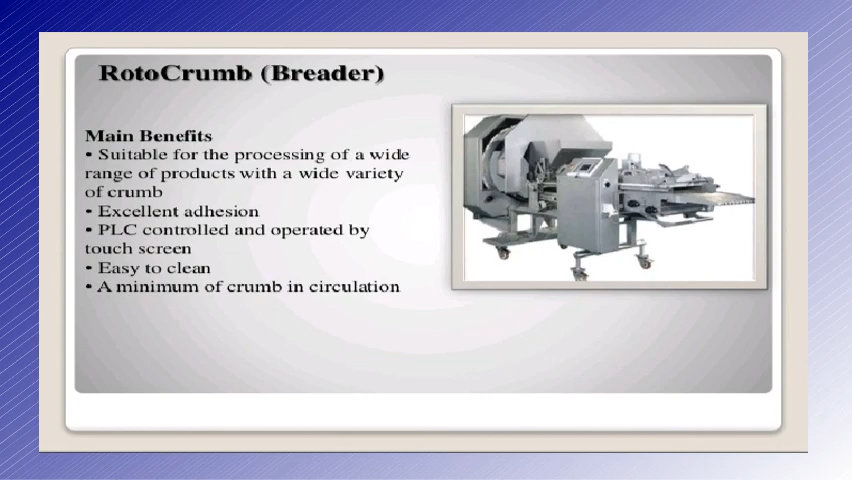 RotoCrumb (Breader)
Main Benefits
• Suitable for the processing of a wide
range of products with a wide variety
of crumb
• Excellent adhesion
• PLC controlled and operated by
touch screen
• Easy to clean
• A minimum of crumb in circulation